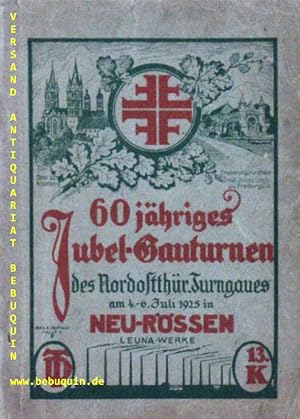 VERSAND ANTIQUARIAT BEBUQUIN
60 jähriges
Jubel-Gauturnen
des Nordostthür. Turngaues
am 4.-6. Juli 1925 in
NEU-RÖSSEN
LEUNA-WERKE
13.
K
www.bebuquin.de